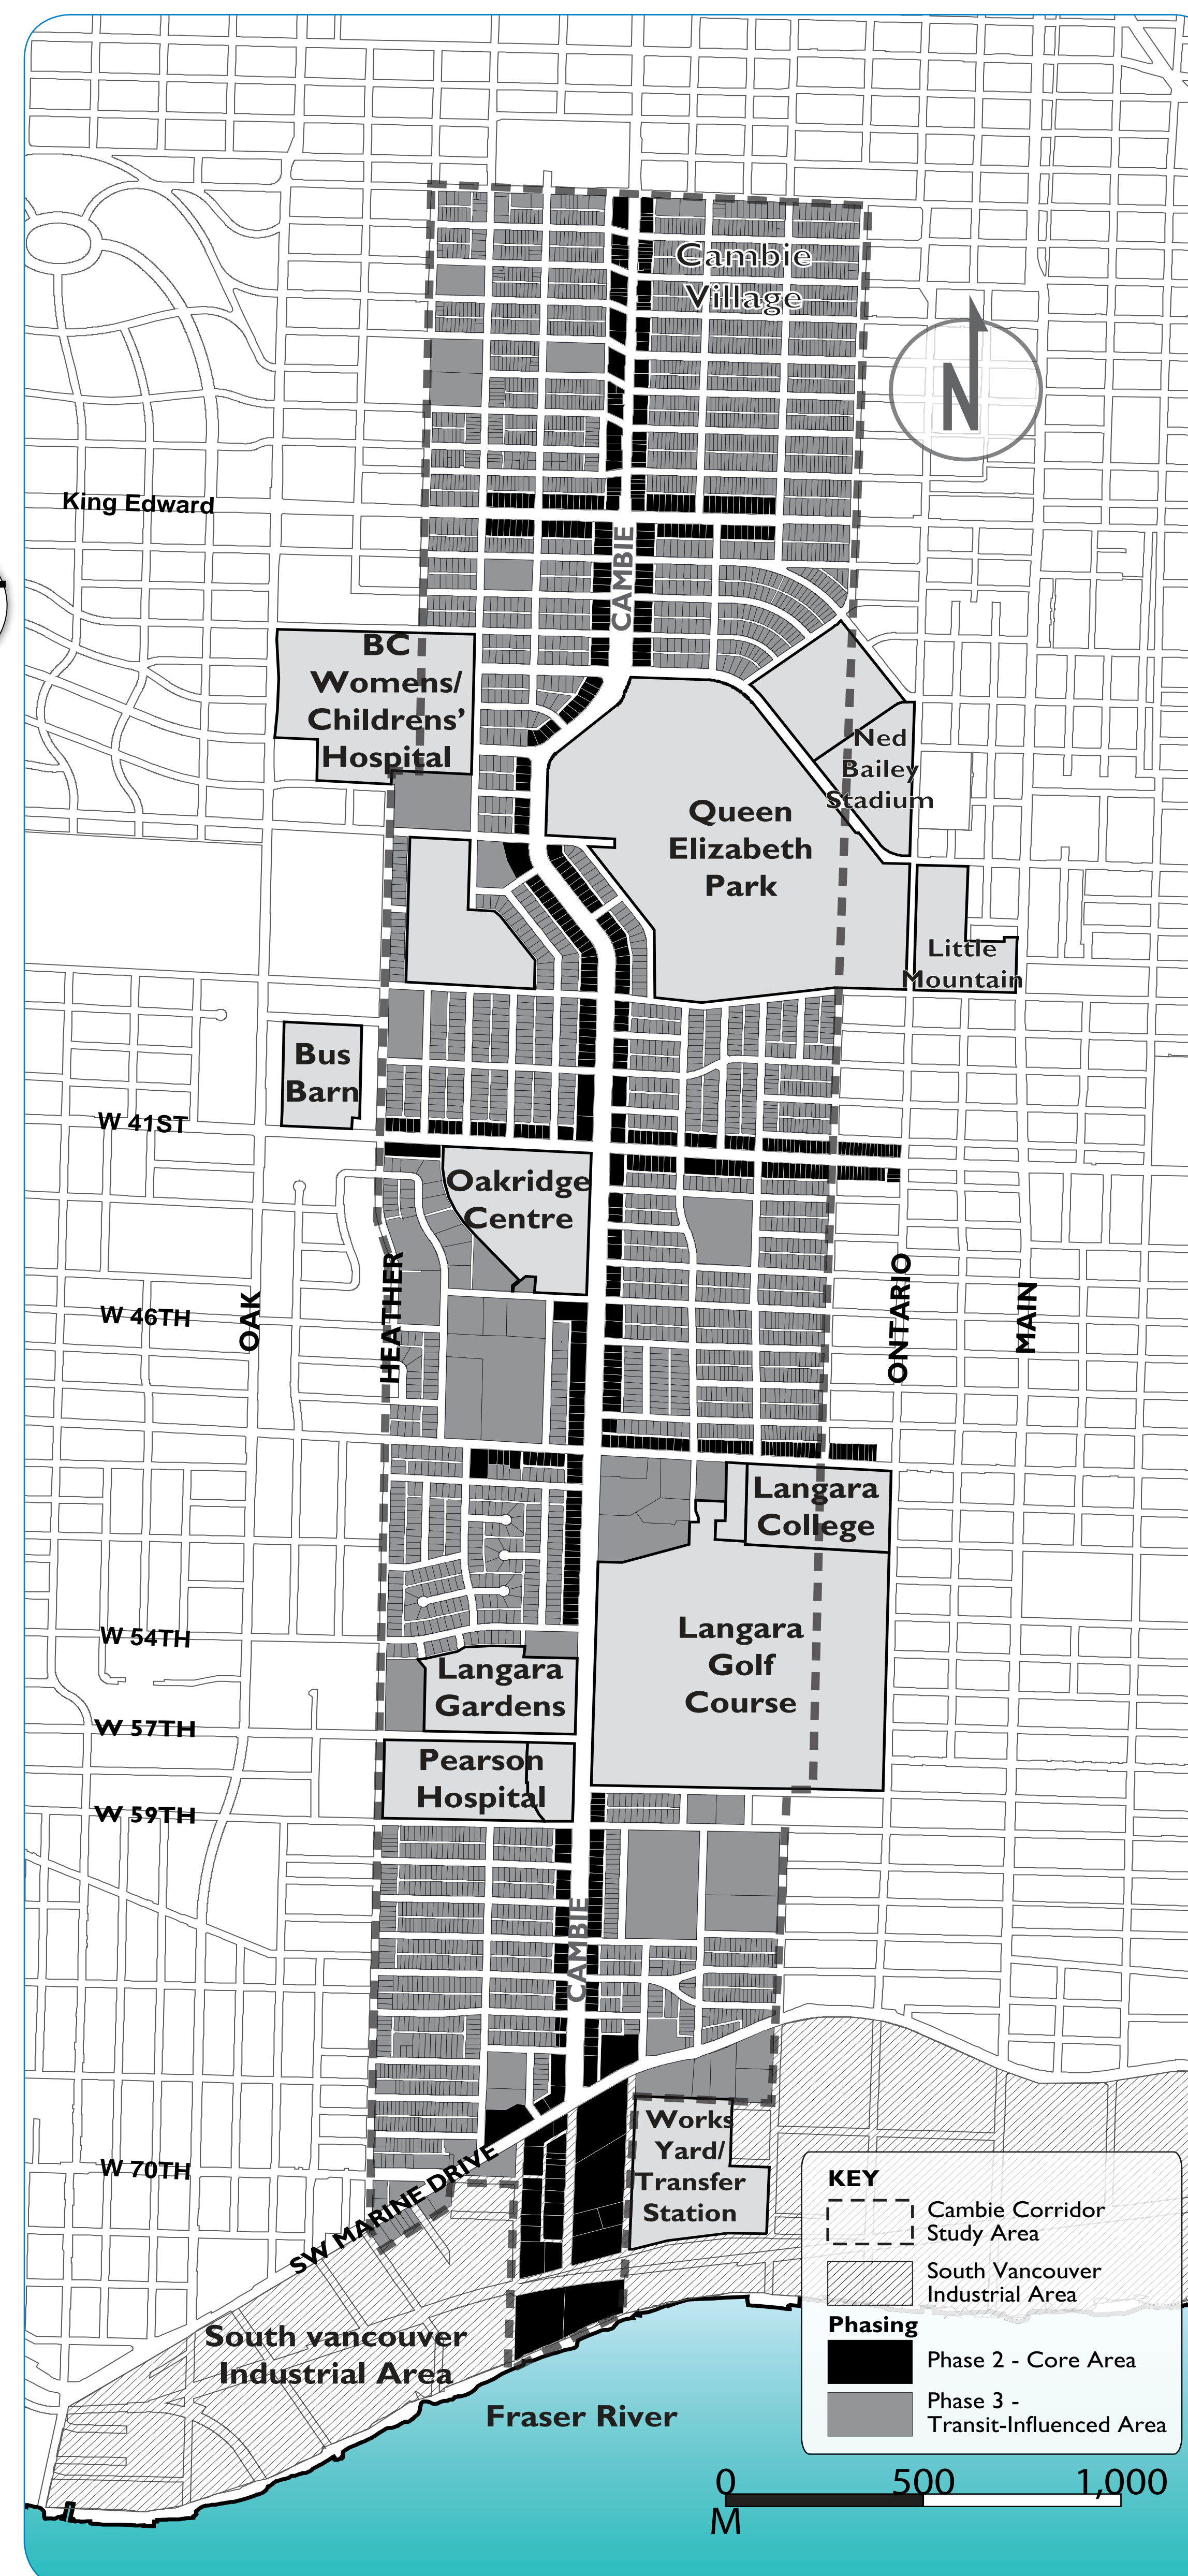 Cambie
Village
N
King Edward
CAMBIE
BC
Womens/
Childrens'
Hospital
Ned
Bailey
Stadium
Queen
Elizabeth
Park
Little
Mountain
Bus
Barn
W 41ST
Oakridge
Centre
HEATHER
ONTARIO
MAIN
OAK
W 46TH
Langara
College
W 54TH
Langara
Golf
Course
Langara
Gardens
W 57TH
Pearson
Hospital
W 59TH
CAMBIE
Works
Yard/
Transfer
Station
W 70TH
SW MARINE DRIVE
KEY
Cambie Corridor
Study Area
South Vancouver
Industrial Area
Phasing
Phase 2 - Core Area
Phase 3 -
Transit-Influenced Area
South vancouver
Industrial Area
Fraser River
0 500 1,000
M